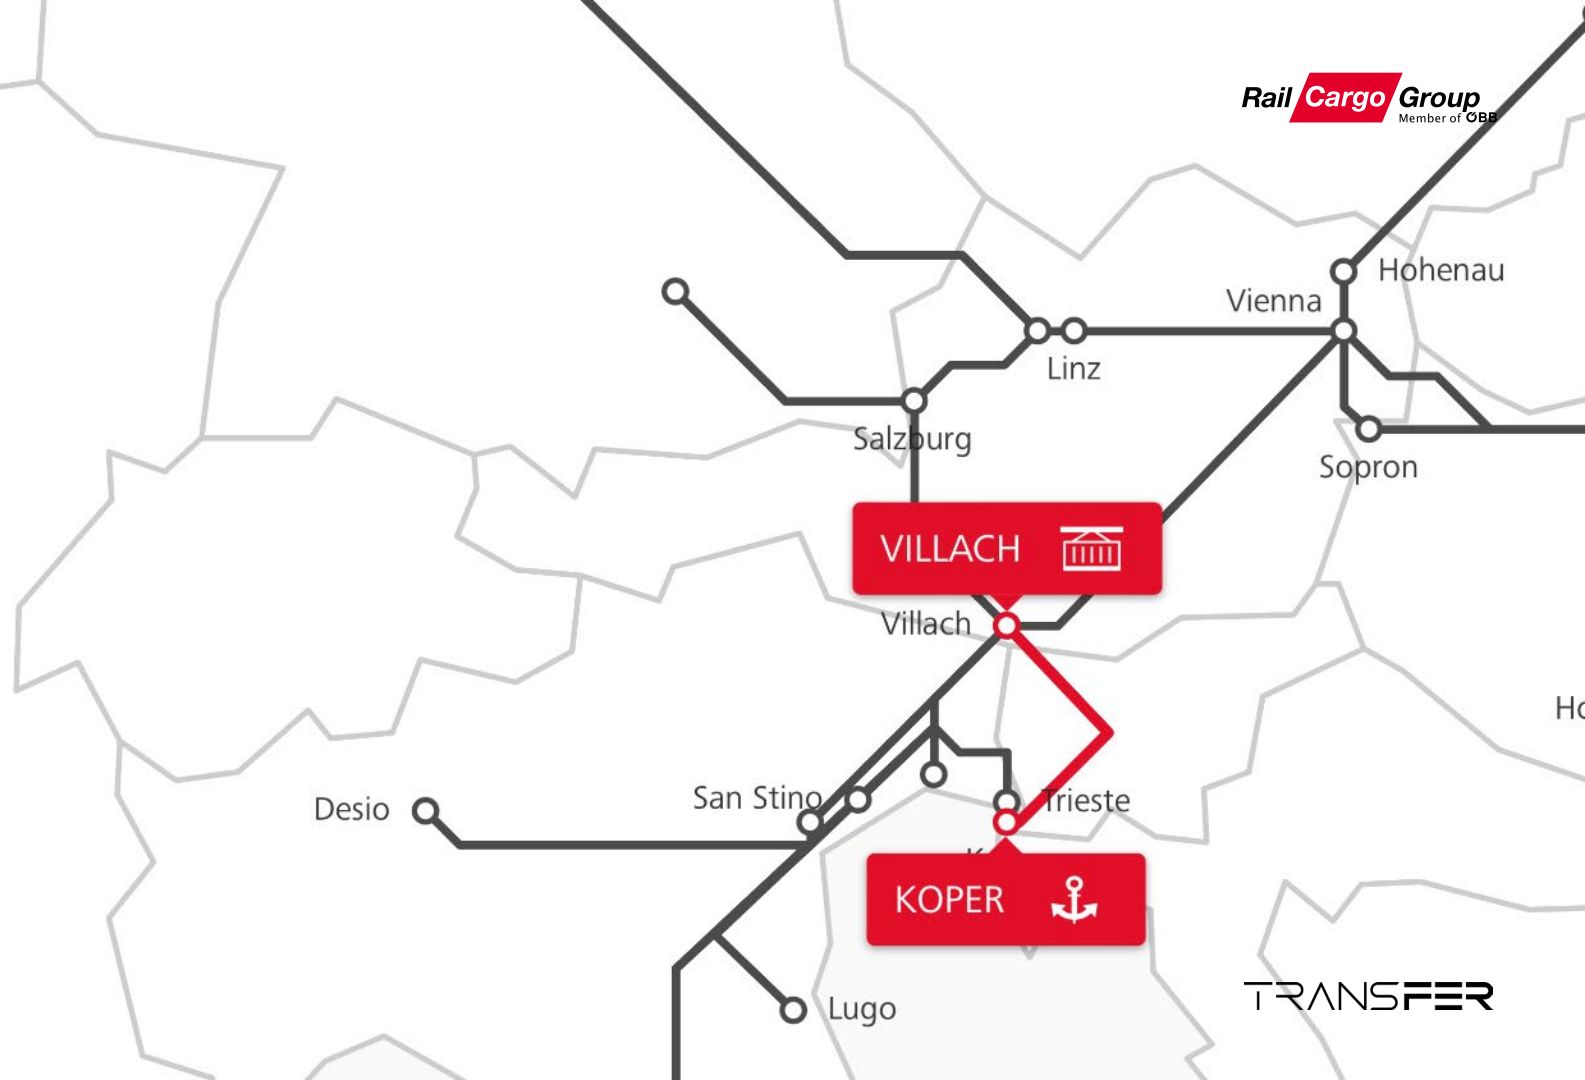 Rail Cargo Group
Member of ÖBB
Hohenau
Vienna
Linz
Salzburg
Sopron
VILLACH
Villach
San Stino
Trieste
Desio
KOPER
Lugo
TRANSFER